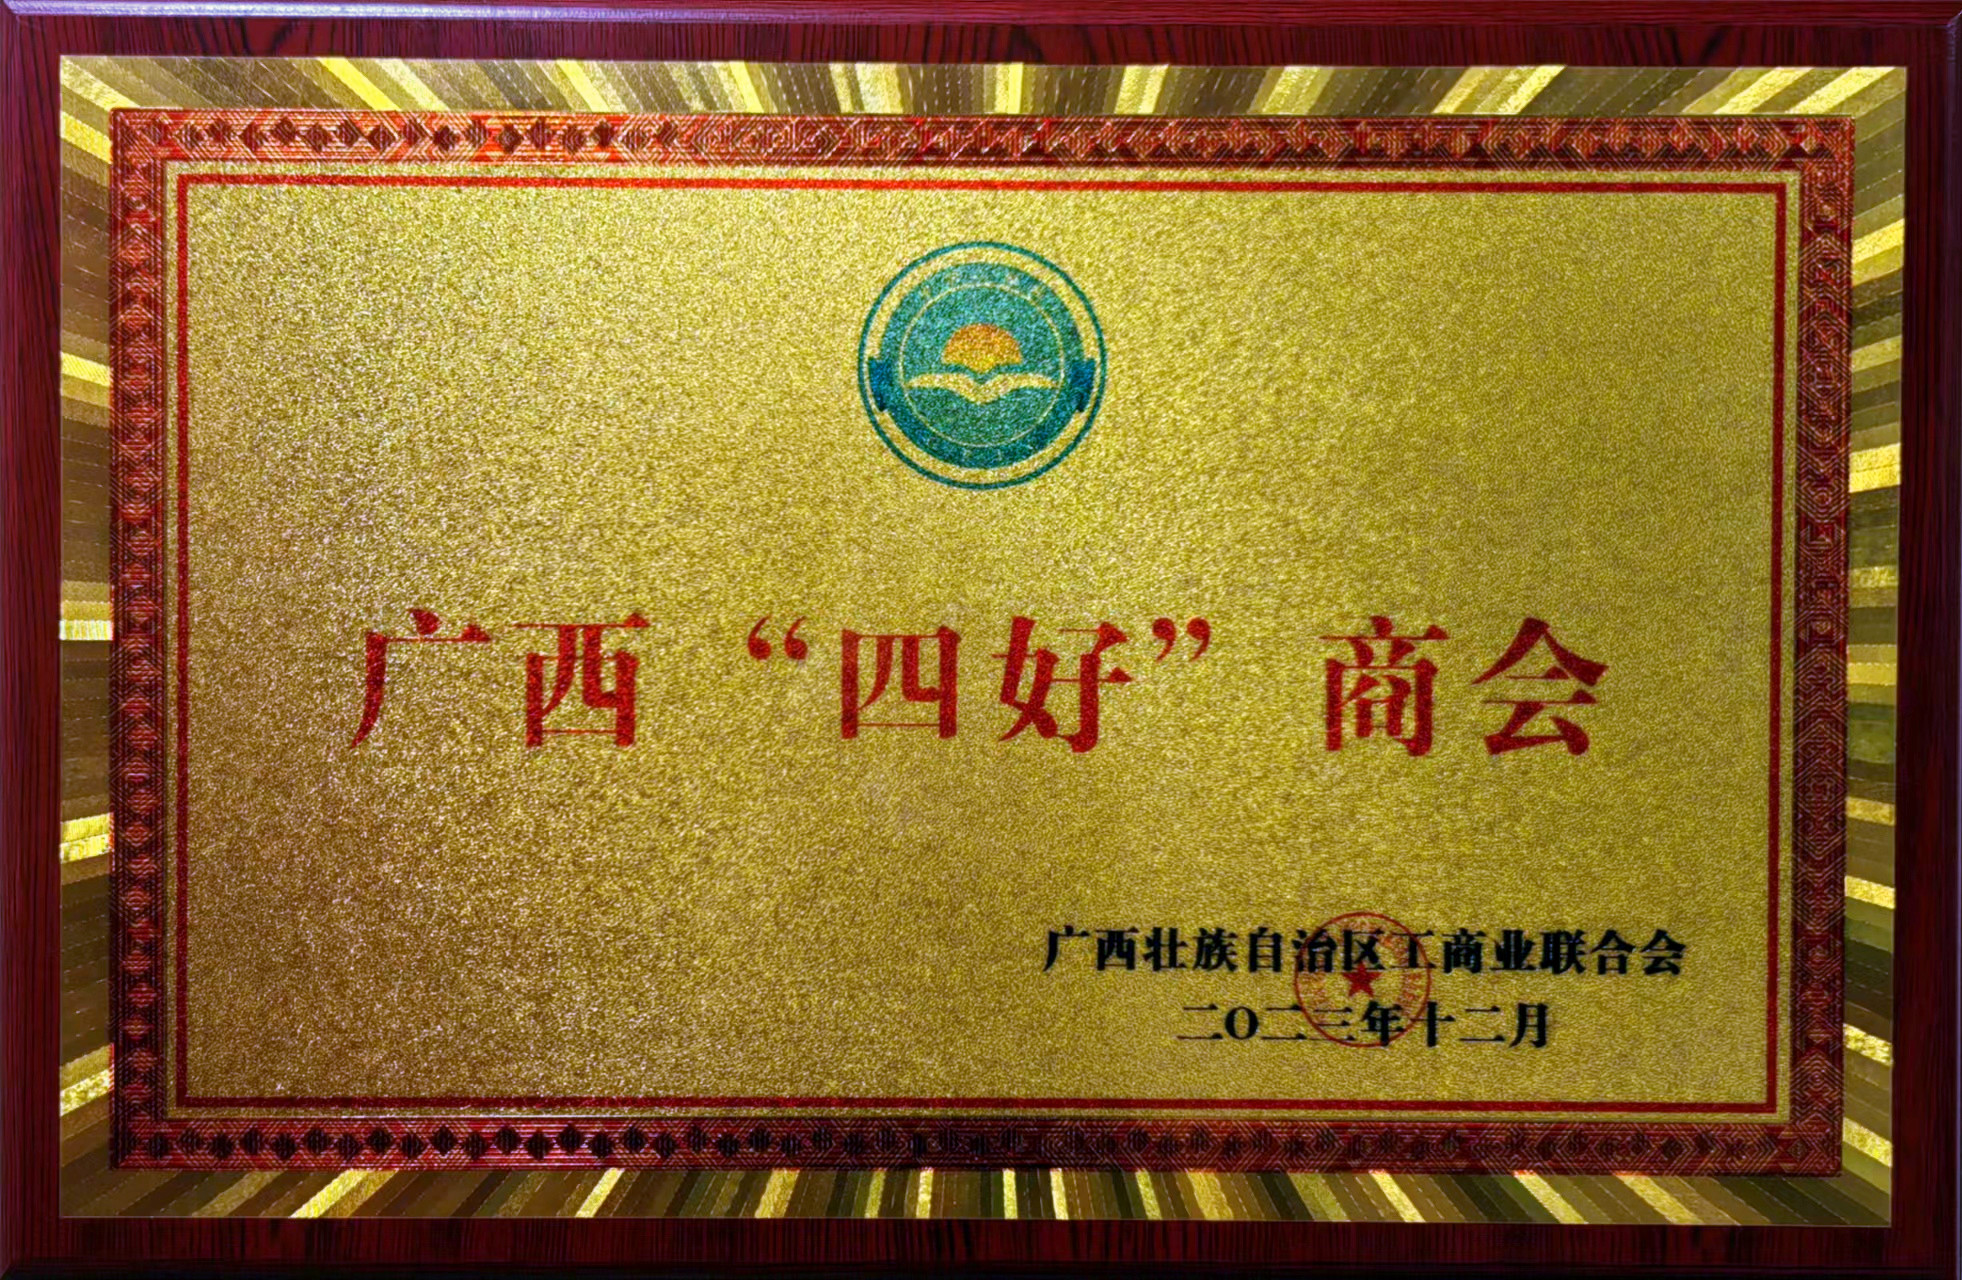 广西“四好”商会
广西壮族自治区工商业联合会
二〇二三年十二月